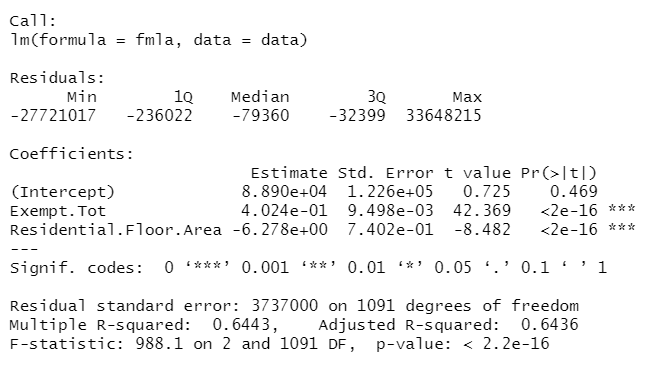 Call:
lm(formula = fmla, data = data)
Residuals:
Min 1Q Median 3Q Max
-27721017 -236022 -79360 -32399 33648215
Coefficients:
Estimate Std. Error t value Pr(>|t|)
(Intercept) 8.890e+04 1.226e+05 0.725 0.469
Exempt.Tot 4.024e-01 9.498e-03 42.369 <2e-16 ***
Residential.Floor.Area -6.278e+00 7.402e-01 -8.482 <2e-16 ***
---
Signif. codes: 0 ‘***’ 0.001 ‘**’ 0.01 ‘*’ 0.05 ‘.’ 0.1 ‘ ’ 1
Residual standard error: 3737000 on 1091 degrees of freedom
Multiple R-squared: 0.6443, Adjusted R-squared: 0.6436
F-statistic: 988.1 on 2 and 1091 DF, p-value: < 2.2e-16